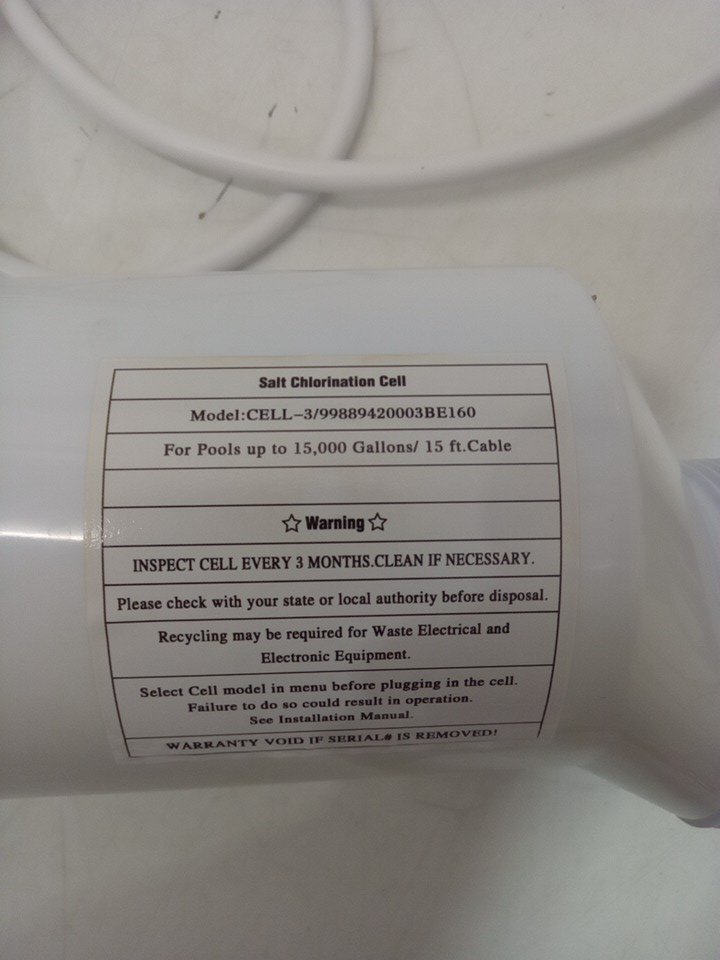 Salt Chlorination Cell
Model:CELL-3/99889420003BE160
For Pools up to 15,000 Gallons/ 15 ft.Cable
☆ Warning ☆
INSPECT CELL EVERY 3 MONTHS.CLEAN IF NECESSARY.
Please check with your state or local authority before disposal.
Recycling may be required for Waste Electrical and
Electronic Equipment.
Select Cell model in menu before plugging in the cell.
Failure to do so could result in operation.
See Installation Manual.
WARRANTY VOID IF SERIAL# IS REMOVED!